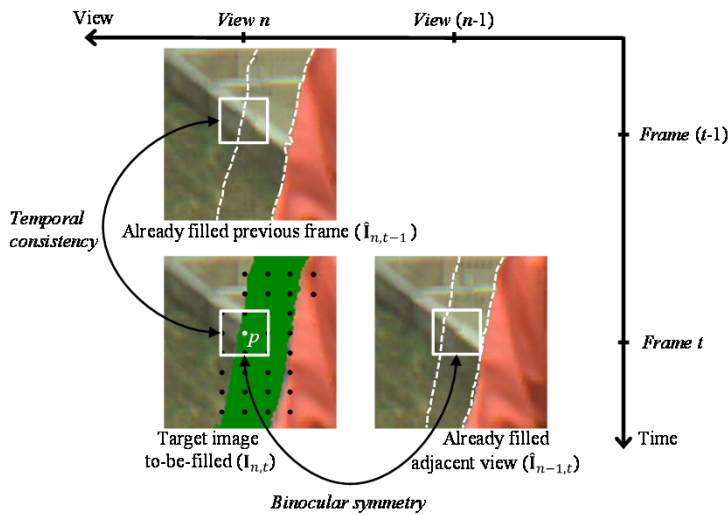 View
View n
View (n-1)
Frame (t-1)
Temporal
consistency
Already filled previous frame (Î_{n,t−1})
p
Frame t
Target image
to-be-filled (I_{n,t})
Already filled
adjacent view (Î_{n−1,t})
Time
Binocular symmetry